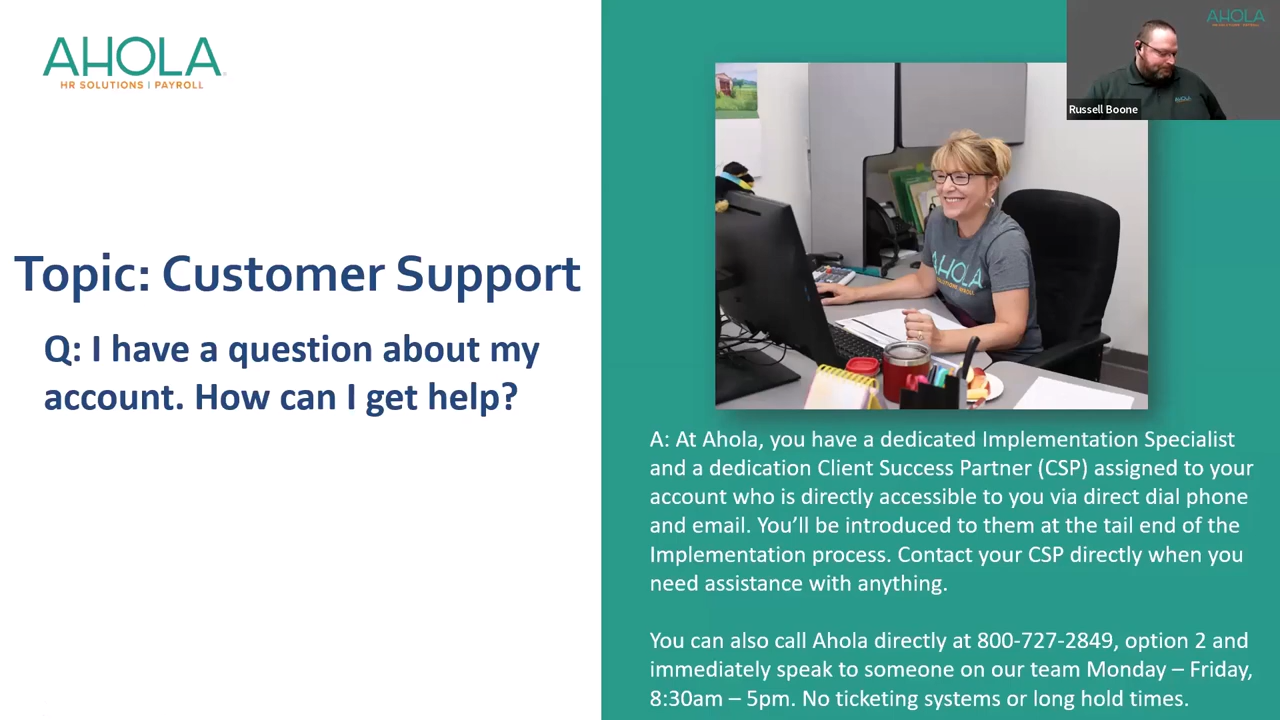 AHOLA
HR SOLUTIONS | PAYROLL
Topic: Customer Support
Q: I have a question about my
account. How can I get help?
AHOLA
Russell Boone
AHOLA
AHOLA
A: At Ahola, you have a dedicated Implementation Specialist
and a dedication Client Success Partner (CSP) assigned to your
account who is directly accessible to you via direct dial phone
and email. You’ll be introduced to them at the tail end of the
Implementation process. Contact your CSP directly when you
need assistance with anything.
You can also call Ahola directly at 800-727-2849, option 2 and
immediately speak to someone on our team Monday – Friday,
8:30am – 5pm. No ticketing systems or long hold times.